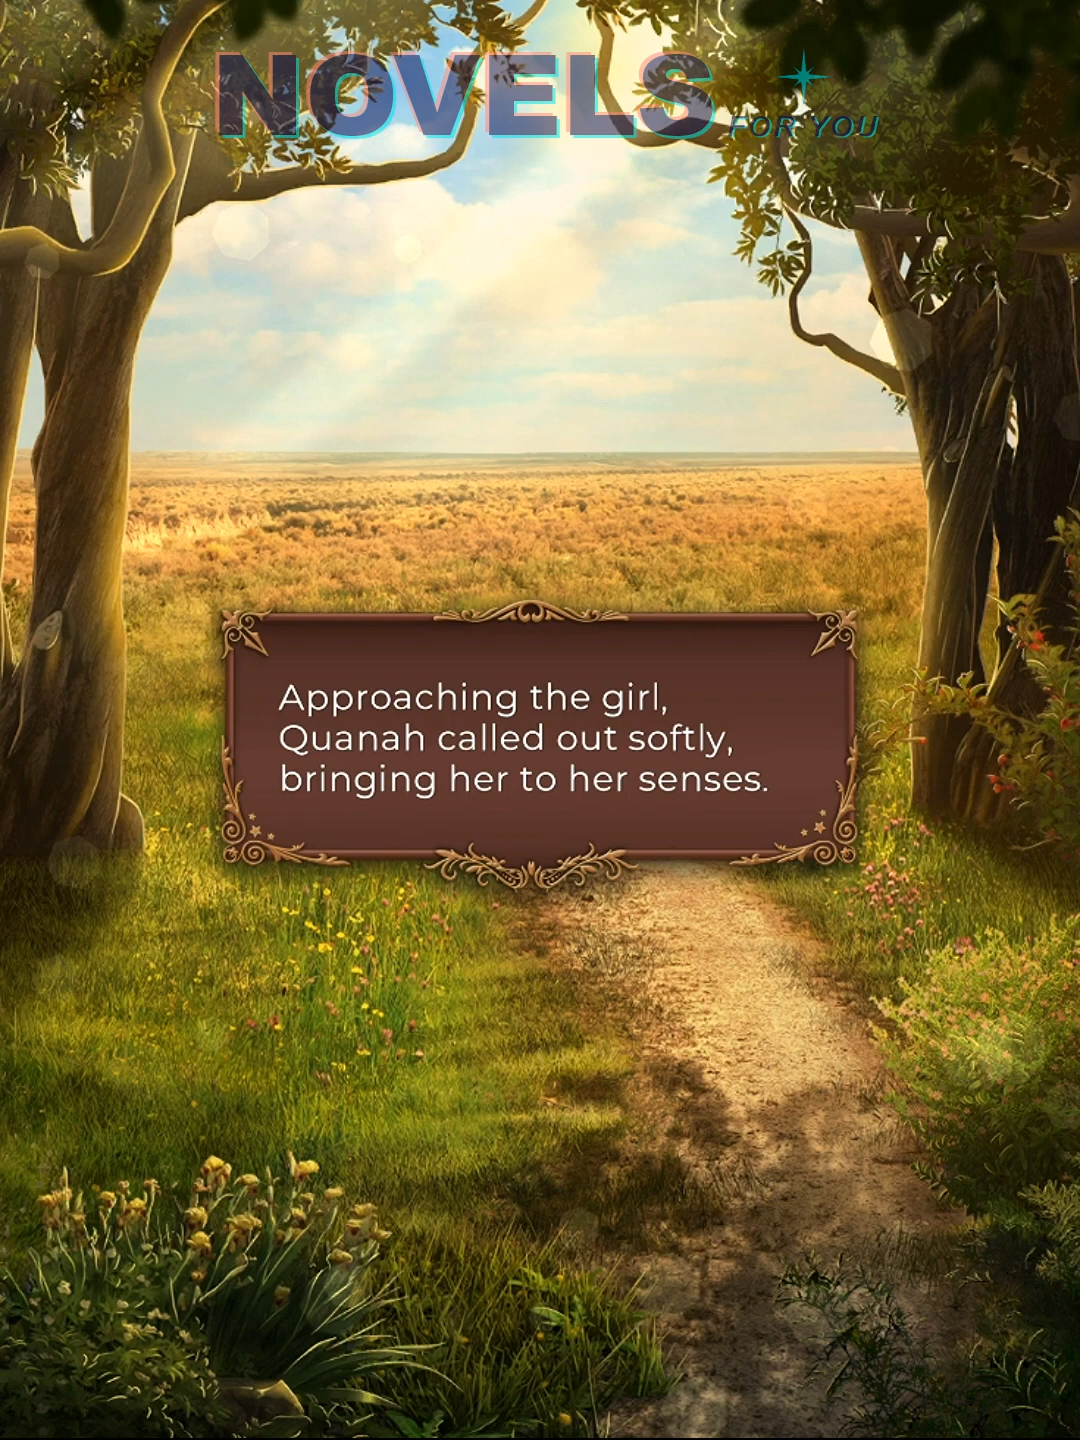 NOVELS
FOR YOU
Approaching the girl,
Quanah called out softly,
bringing her to her senses.